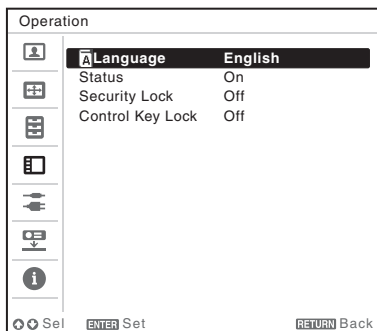 Operation
A Language English
Status On
Security Lock Off
Control Key Lock Off
i
Sel ENTER Set RETURN Back